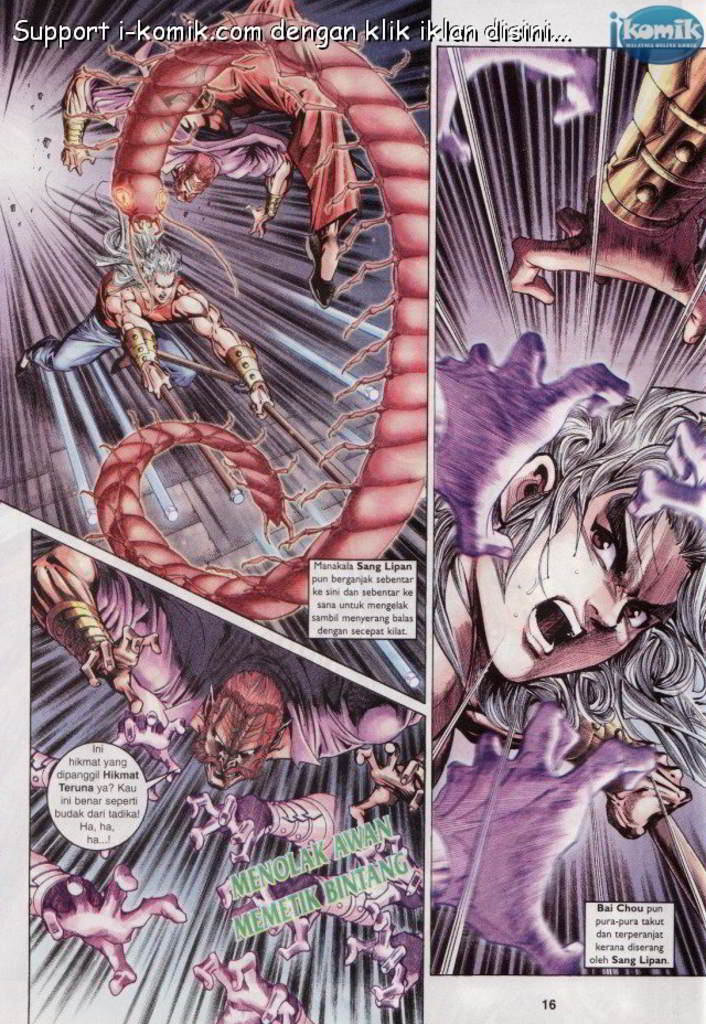 Support i-komik.com dengan klik iklan disini...
ikomik
MALAYSIA ONLINE KOMIK
Manakala Sang Lipan
pun berganjak sebentar
ke sini dan sebentar ke
sana untuk mengelak
sambil menyerang balas
dengan secepat kilat.
Ini
hikmat yang
dipanggil Hikmat
Teruna ya? Kau
ini benar seperti
budak dari tadika!
Ha, ha,
ha...!
MENOLAK AWAN
MEMETIK BINTANG
Bai Chou pun
pura-pura takut
dan terperanjat
kerana diserang
oleh Sang Lipan.
16